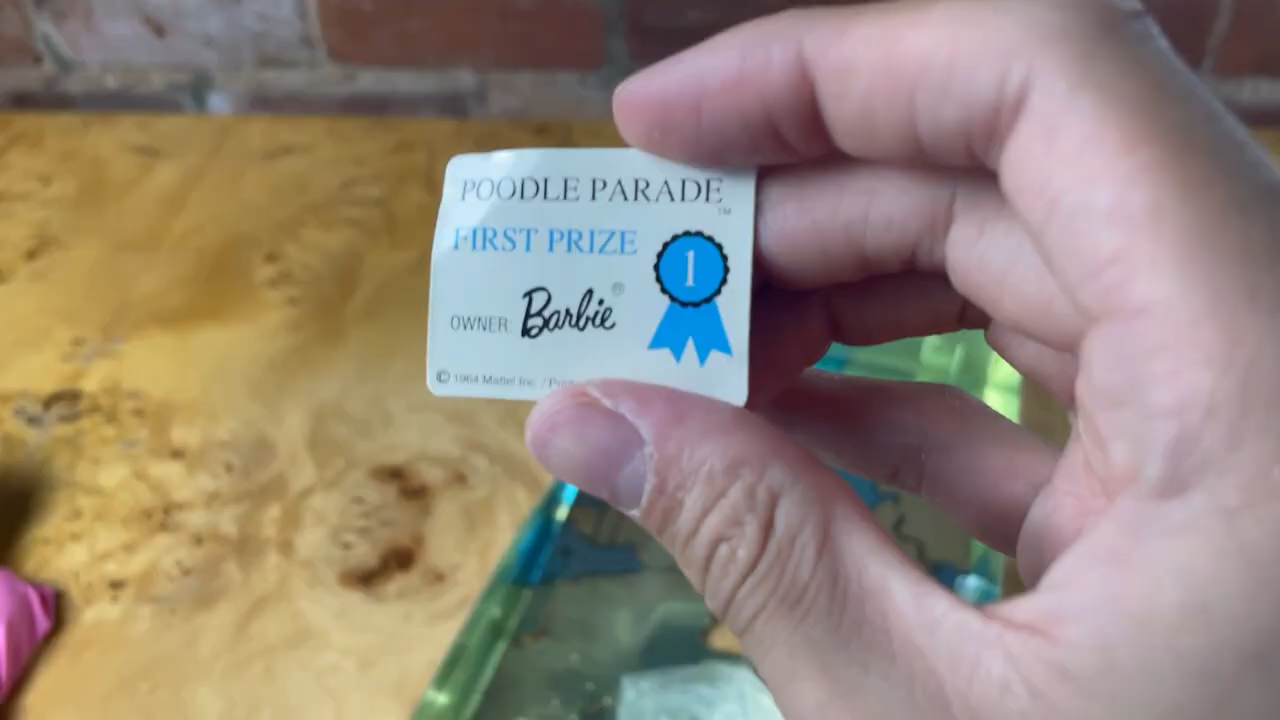 POODLE PARADE
TM
FIRST PRIZE
1
OWNER: Barbie®
© 1964 Mattel Inc. /